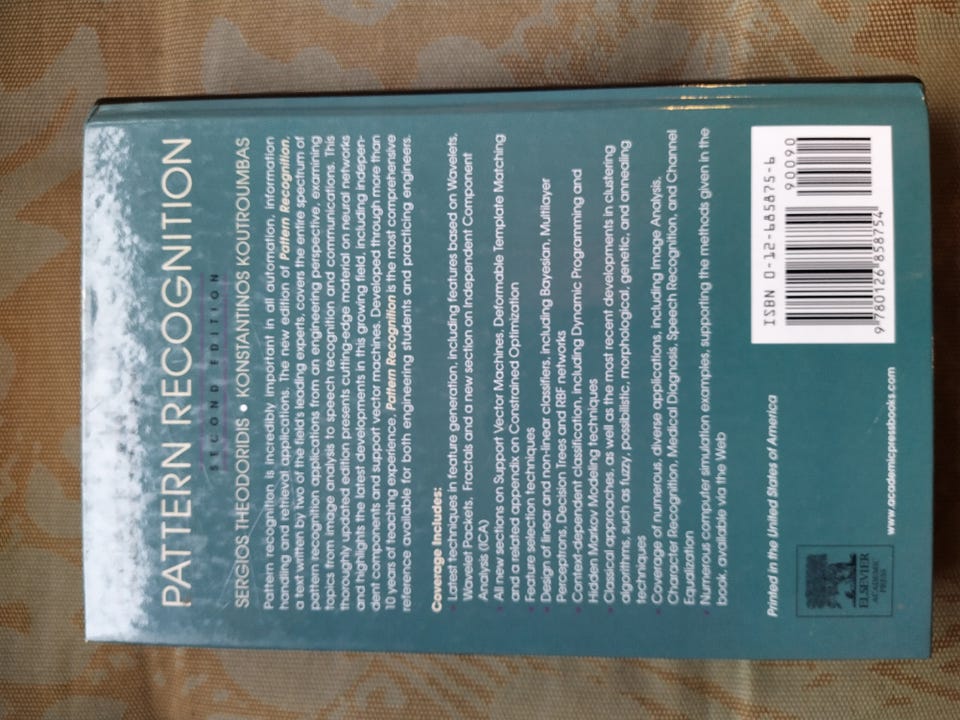 PATTERN RECOGNITION
SECOND EDITION
SERGIOS THEODORIDIS • KONSTANTINOS KOUTROUMBAS
Pattern recognition is incredibly important in all automation, information
handling and retrieval applications. The new edition of Pattern Recognition,
a text written by two of the field's leading experts, covers the entire spectrum of
pattern recognition applications from an engineering perspective, examining
topics from image analysis to speech recognition and communications. This
thoroughly updated edition presents cutting-edge material on neural networks
and highlights the latest developments in this growing field, including indepen-
dent components and support vector machines. Developed through more than
10 years of teaching experience, Pattern Recognition is the most comprehensive
reference available for both engineering students and practicing engineers.
Coverage Includes:
• Latest techniques in feature generation, including features based on Wavelets,
Wavelet Packets, Fractals and a new section on Independent Component
Analysis (ICA)
• All new sections on Support Vector Machines, Deformable Template Matching
and a related appendix on Constrained Optimization
• Feature selection techniques
• Design of linear and non-linear classifiers, including Bayesian, Multilayer
Perceptrons, Decision Trees and RBF networks
• Context-dependent classification, including Dynamic Programming and
Hidden Markov Modeling techniques
• Classical approaches, as well as the most recent developments in clustering
algorithms, such as fuzzy, possibilistic, morphological, genetic, and annealing
techniques
• Coverage of numerous, diverse applications, including Image Analysis,
Character Recognition, Medical Diagnosis, Speech Recognition, and Channel
Equalization
• Numerous computer simulation examples, supporting the methods given in the
book, available via the Web
Printed in the United States of America
ELSEVIER
ACADEMIC
PRESS
www.academicpressbooks.com
ISBN 0-12-685875-6
90090
9 780126 858754